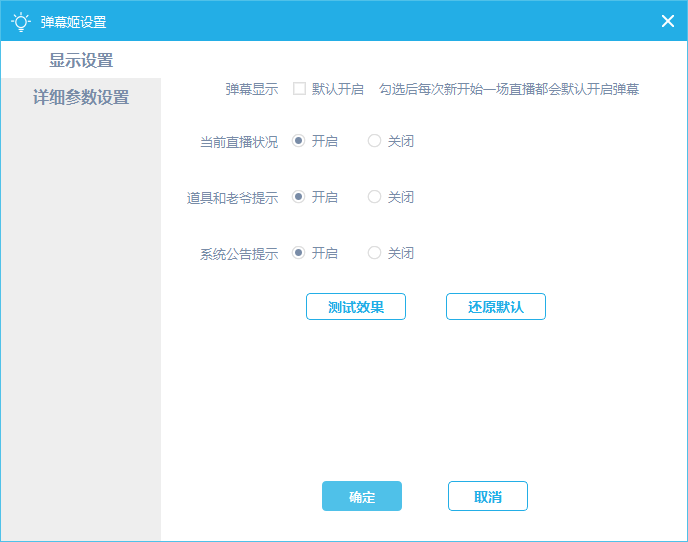 弹幕姬设置
显示设置
详细参数设置
弹幕显示 默认开启 勾选后每次新开始一场直播都会默认开启弹幕
当前直播状况 开启 关闭
道具和老爷提示 开启 关闭
系统公告提示 开启 关闭
测试效果 还原默认
确定 取消